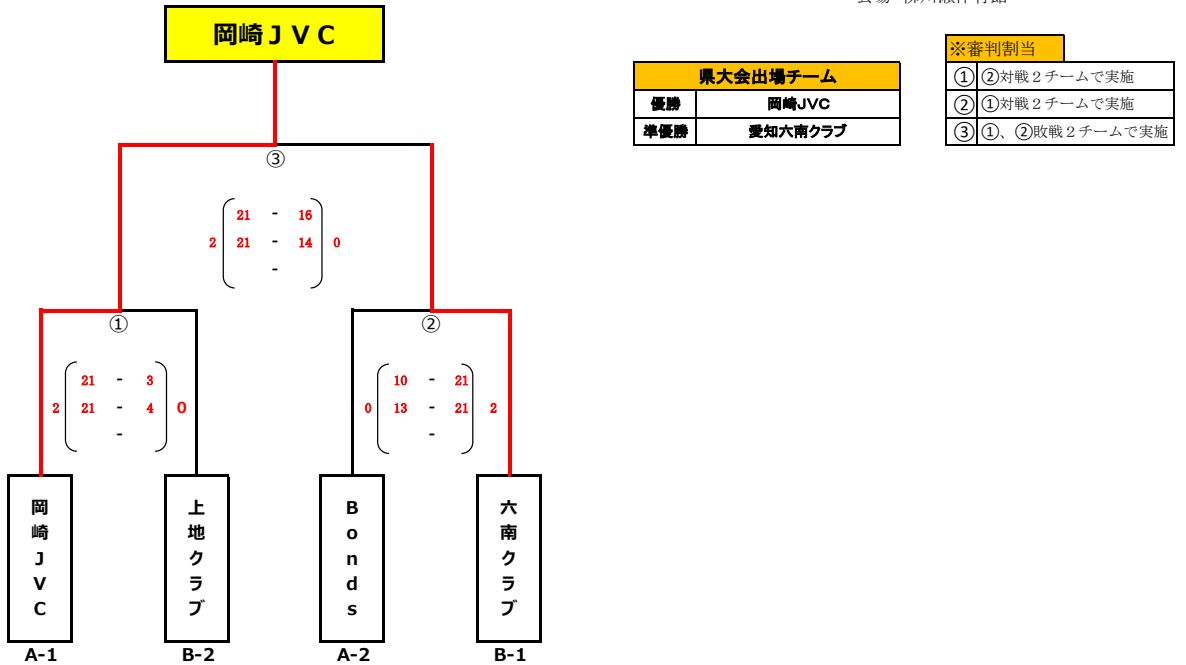 岡崎ＪＶＣ
※審判割当
県大会出場チーム
① ②対戦２チームで実施
優勝 岡崎JVC
② ①対戦２チームで実施
準優勝 愛知六南クラブ
③ ①、②敗戦２チームで実施
③
21 - 16
2 21 - 14 0
-
① ②
21 - 3
2 21 - 4 0
-
10 - 21
0 13 - 21 2
-
岡崎JVC
上地クラブ
Bonds
六南クラブ
A-1 B-2 A-2 B-1